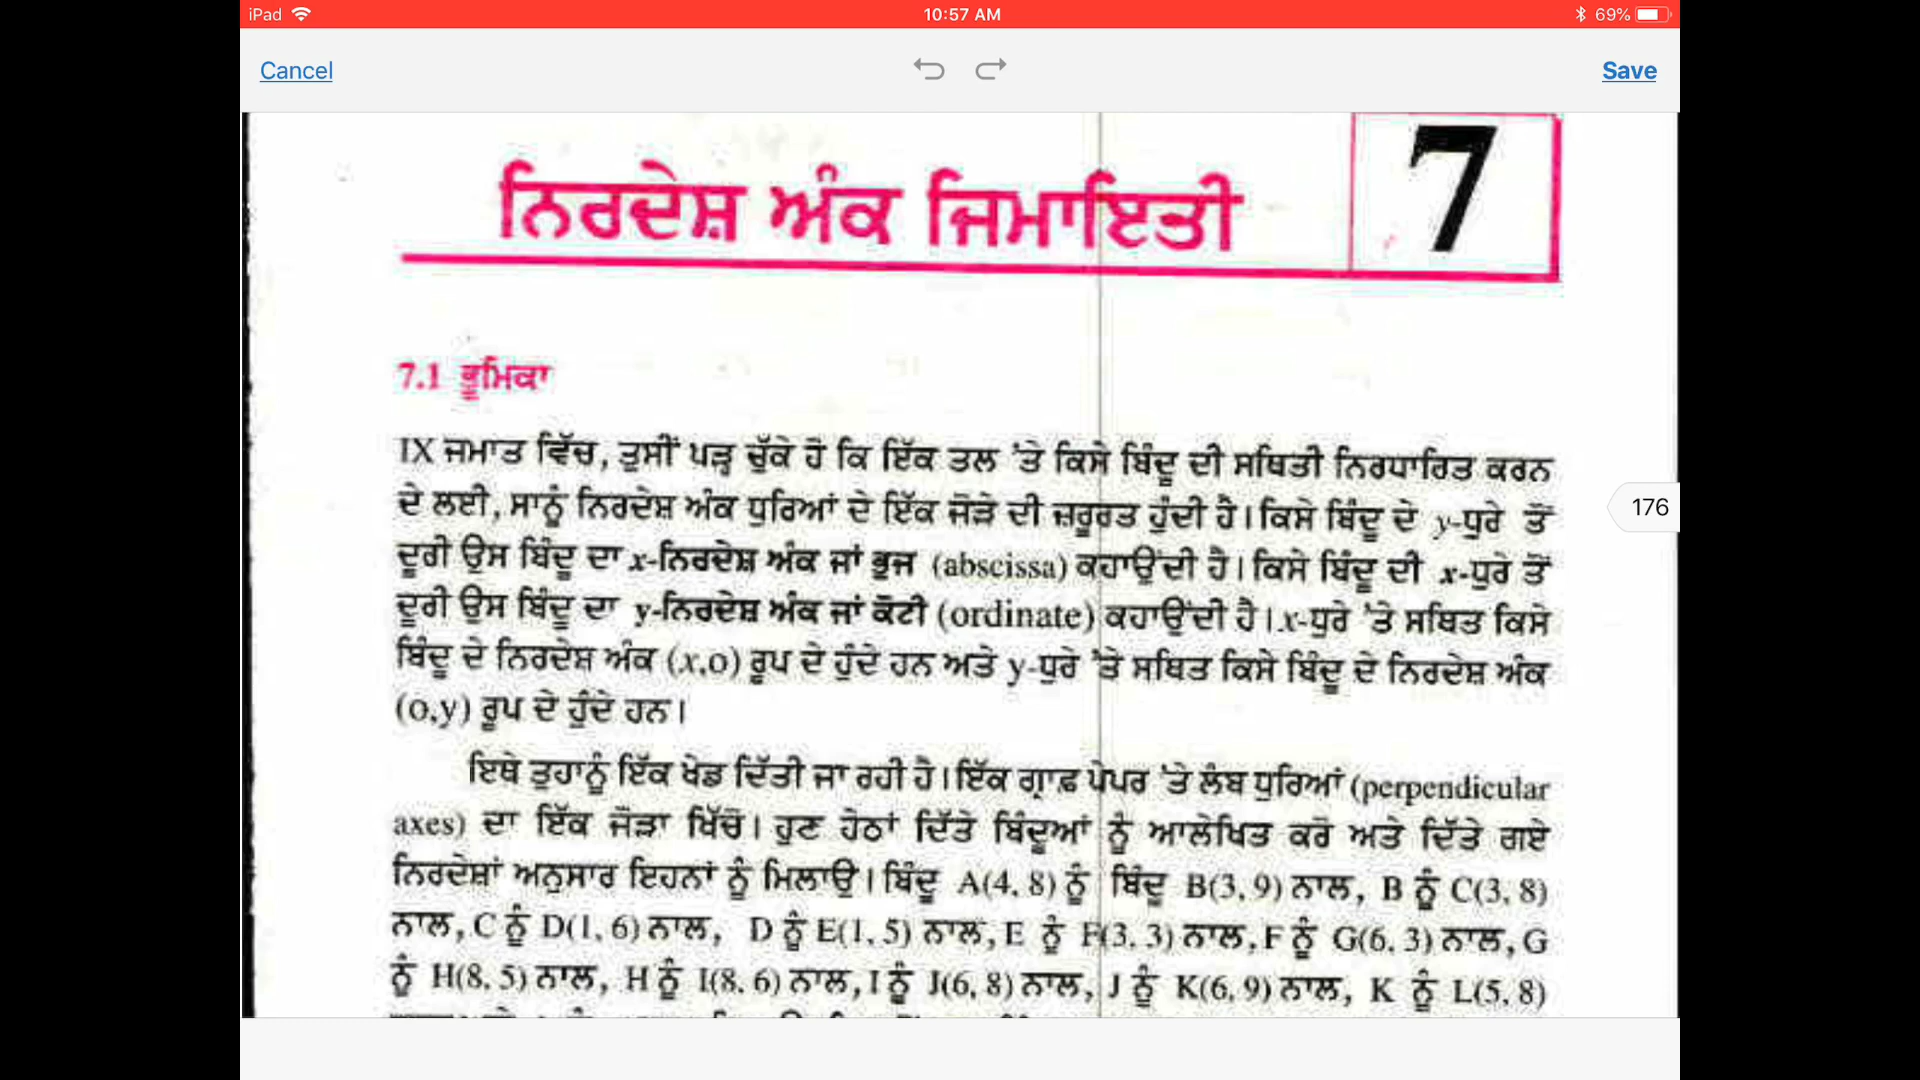 iPad 10:57 AM 69%
Cancel Save
ਨਿਰਦੇਸ਼ ਅੰਕ ਜਿਮਾਇਤੀ 7
7.1 ਭੂਮਿਕਾ
IX ਜਮਾਤ ਵਿੱਚ, ਤੁਸੀਂ ਪੜ੍ਹ ਚੁੱਕੇ ਹੋ ਕਿ ਇੱਕ ਤਲ 'ਤੇ ਕਿਸੇ ਬਿੰਦੂ ਦੀ ਸਥਿਤੀ ਨਿਰਧਾਰਿਤ ਕਰਨ
ਦੇ ਲਈ, ਸਾਨੂੰ ਨਿਰਦੇਸ਼ ਅੰਕ ਧੁਰਿਆਂ ਦੇ ਇੱਕ ਜੋੜੇ ਦੀ ਜ਼ਰੂਰਤ ਹੁੰਦੀ ਹੈ। ਕਿਸੇ ਬਿੰਦੂ ਦੇ y-ਧੁਰੇ ਤੋਂ
176
ਦੂਰੀ ਉਸ ਬਿੰਦੂ ਦਾ x-ਨਿਰਦੇਸ਼ ਅੰਕ ਜਾਂ ਭੁਜ (abscissa) ਕਹਾਉਂਦੀ ਹੈ। ਕਿਸੇ ਬਿੰਦੂ ਦੀ x-ਧੁਰੇ ਤੋਂ
ਦੂਰੀ ਉਸ ਬਿੰਦੂ ਦਾ y-ਨਿਰਦੇਸ਼ ਅੰਕ ਜਾਂ ਕੋਟੀ (ordinate) ਕਹਾਉਂਦੀ ਹੈ। x-ਧੁਰੇ 'ਤੇ ਸਥਿਤ ਕਿਸੇ
ਬਿੰਦੂ ਦੇ ਨਿਰਦੇਸ਼ ਅੰਕ (x,o) ਰੂਪ ਦੇ ਹੁੰਦੇ ਹਨ ਅਤੇ y-ਧੁਰੇ 'ਤੇ ਸਥਿਤ ਕਿਸੇ ਬਿੰਦੂ ਦੇ ਨਿਰਦੇਸ਼ ਅੰਕ
(o,y) ਰੂਪ ਦੇ ਹੁੰਦੇ ਹਨ।
ਇਥੇ ਤੁਹਾਨੂੰ ਇੱਕ ਖੇਡ ਦਿੱਤੀ ਜਾ ਰਹੀ ਹੈ। ਇੱਕ ਗ੍ਰਾਫ਼ ਪੇਪਰ 'ਤੇ ਲੰਬ ਧੁਰਿਆਂ (perpendicular
axes) ਦਾ ਇੱਕ ਜੋੜਾ ਖਿੱਚੋ। ਹੁਣ ਹੇਠਾਂ ਦਿੱਤੇ ਬਿੰਦੂਆਂ ਨੂੰ ਆਲੇਖਿਤ ਕਰੋ ਅਤੇ ਦਿੱਤੇ ਗਏ
ਨਿਰਦੇਸ਼ਾਂ ਅਨੁਸਾਰ ਇਹਨਾਂ ਨੂੰ ਮਿਲਾਉ। ਬਿੰਦੂ A(4, 8) ਨੂੰ ਬਿੰਦੂ B(3, 9) ਨਾਲ, B ਨੂੰ C(3, 8)
ਨਾਲ, C ਨੂੰ D(1, 6) ਨਾਲ, D ਨੂੰ E(1, 5) ਨਾਲ, E ਨੂੰ F(3, 3) ਨਾਲ, F ਨੂੰ G(6, 3) ਨਾਲ, G
ਨੂੰ H(8, 5) ਨਾਲ, H ਨੂੰ I(8, 6) ਨਾਲ, I ਨੂੰ J(6, 8) ਨਾਲ, J ਨੂੰ K(6, 9) ਨਾਲ, K ਨੂੰ L(5, 8)